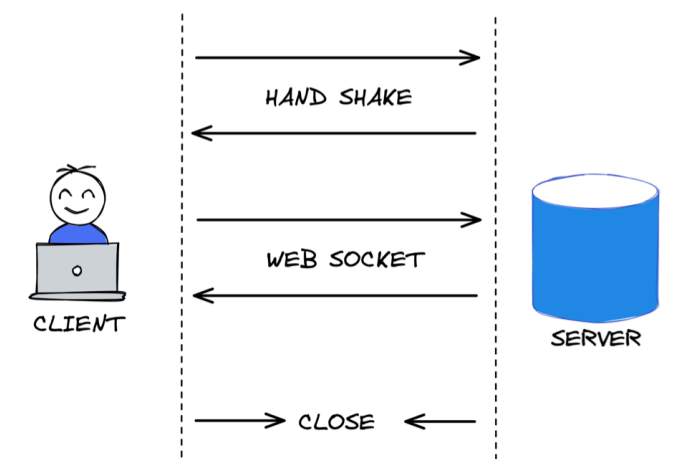 HAND SHAKE
WEB SOCKET
CLIENT
SERVER
CLOSE